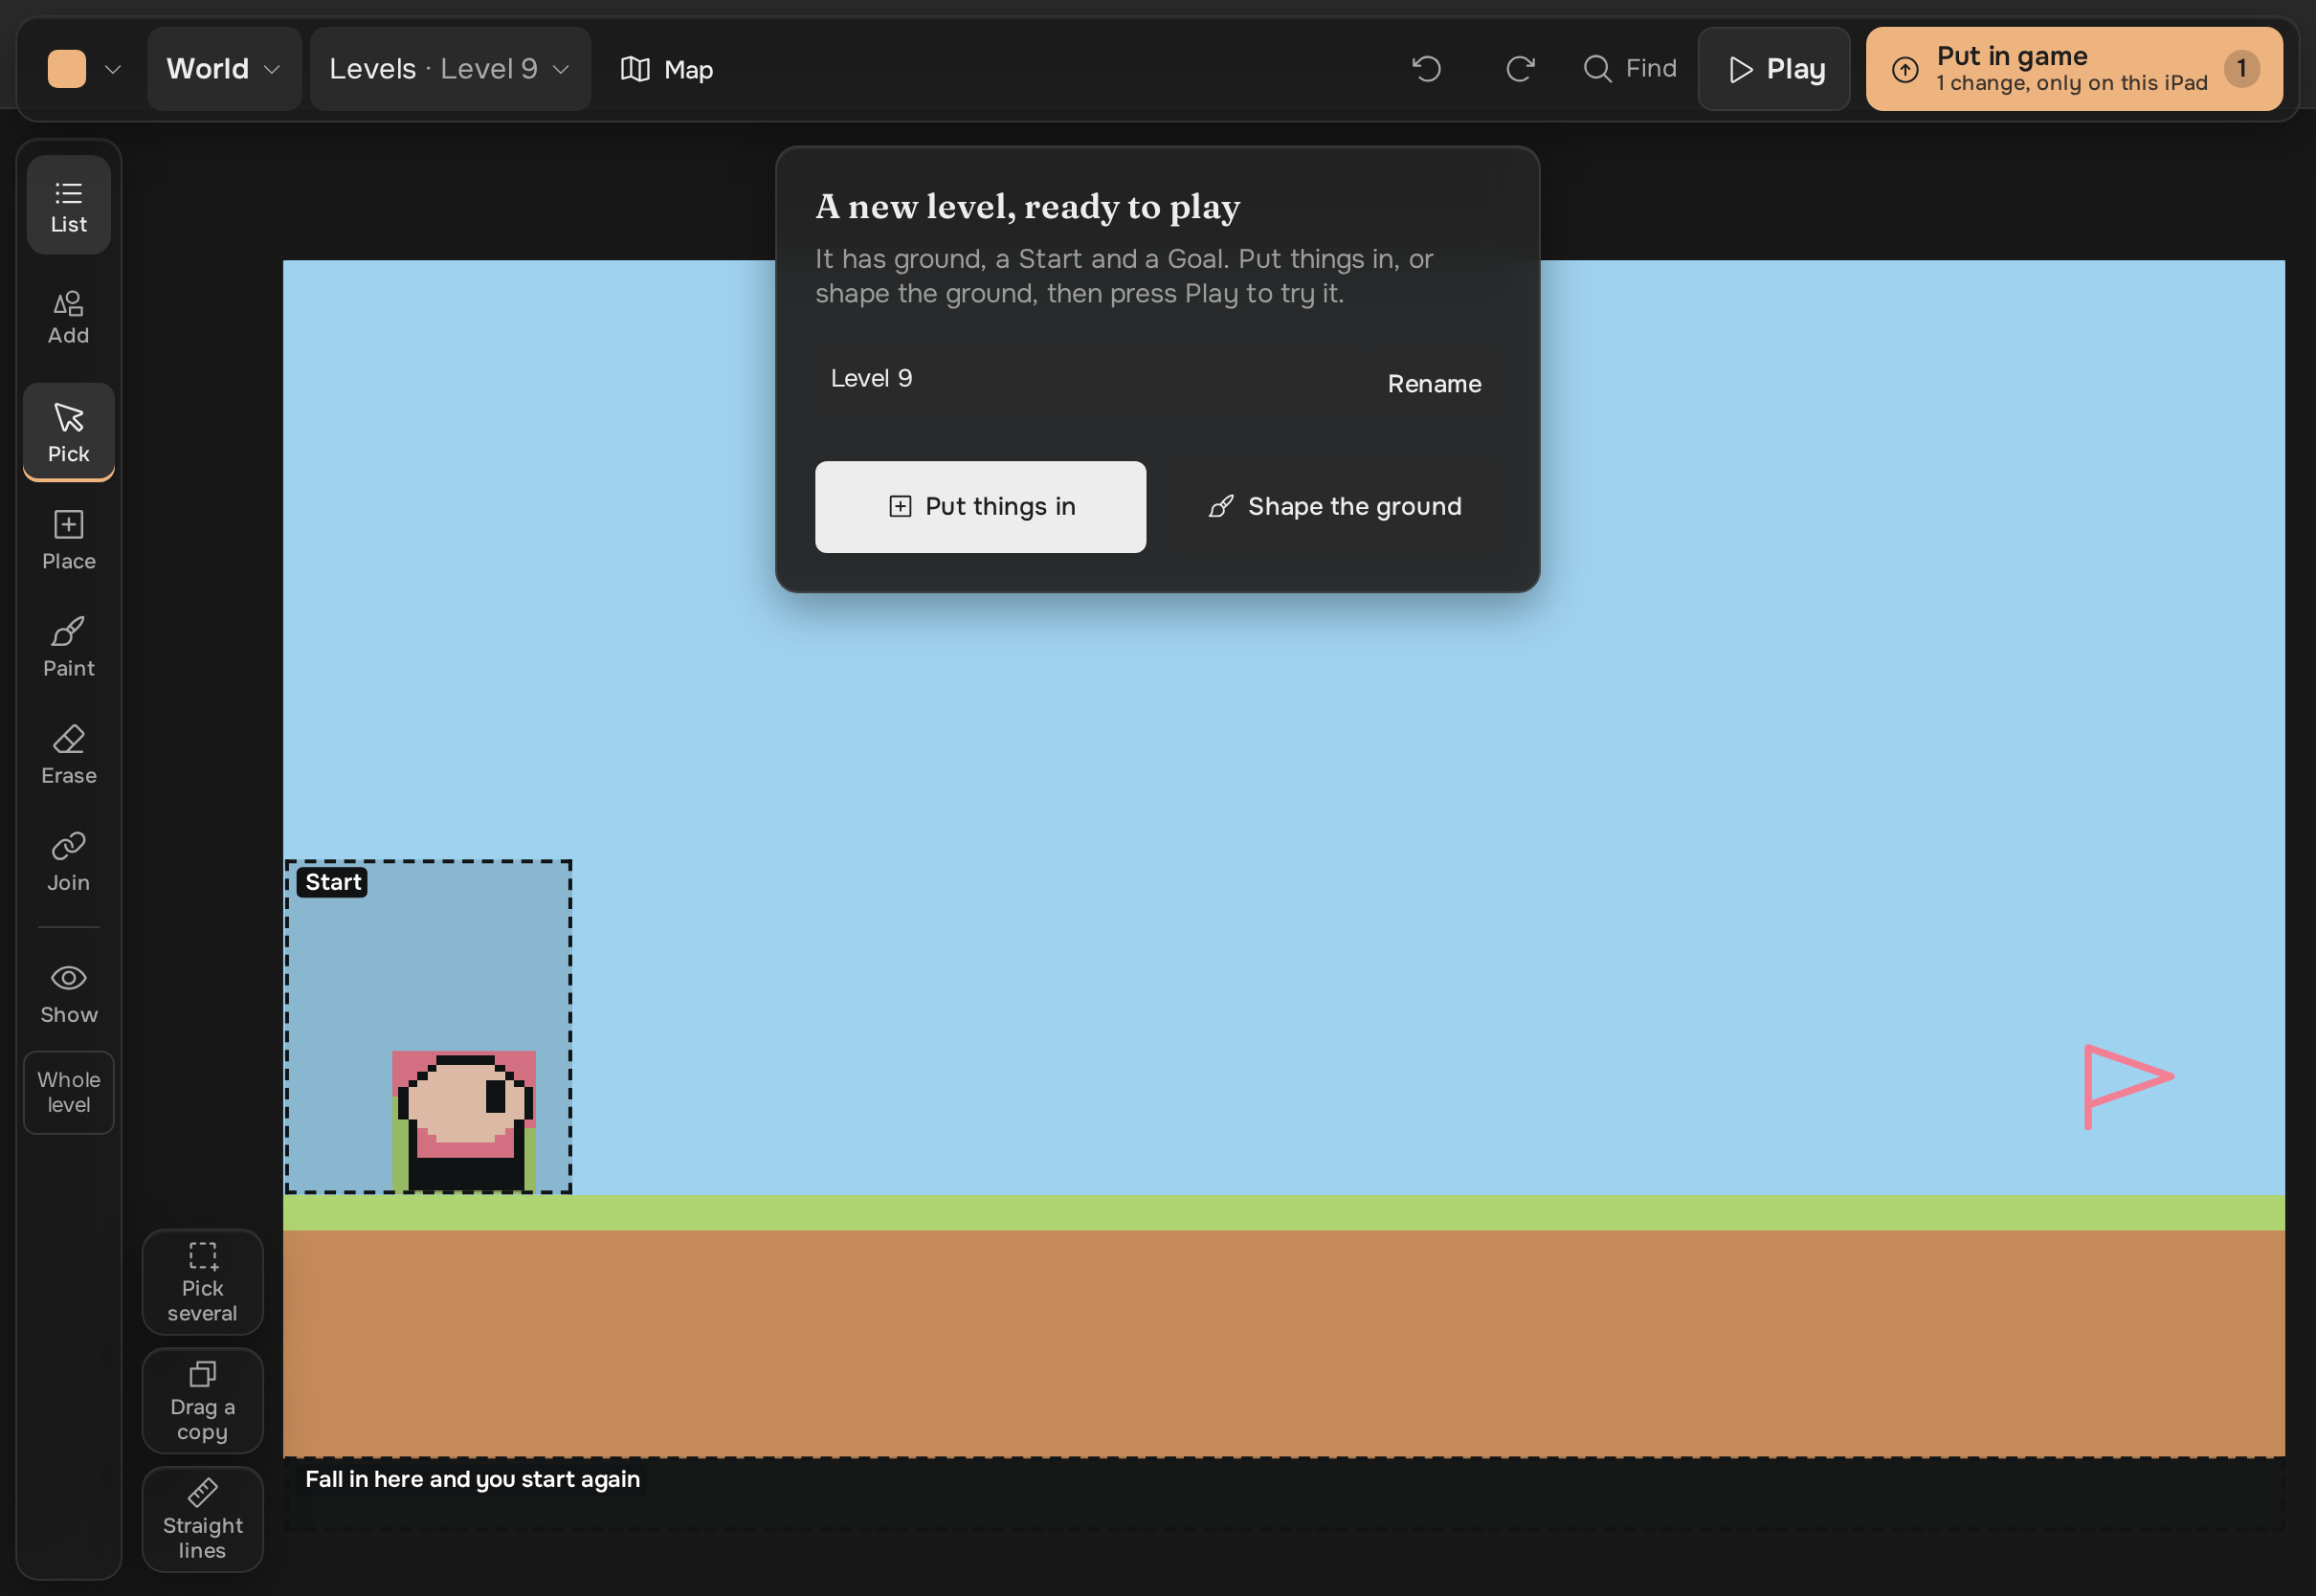 World
Levels · Level 9
Map
Find
Play
Put in game
1 change, only on this iPad
1
List
Add
Pick
Place
Paint
Erase
Join
Show
Whole
level
A new level, ready to play
It has ground, a Start and a Goal. Put things in, or
shape the ground, then press Play to try it.
Level 9
Rename
Put things in
Shape the ground
Start
Pick
several
Drag a
copy
Straight
lines
Fall in here and you start again